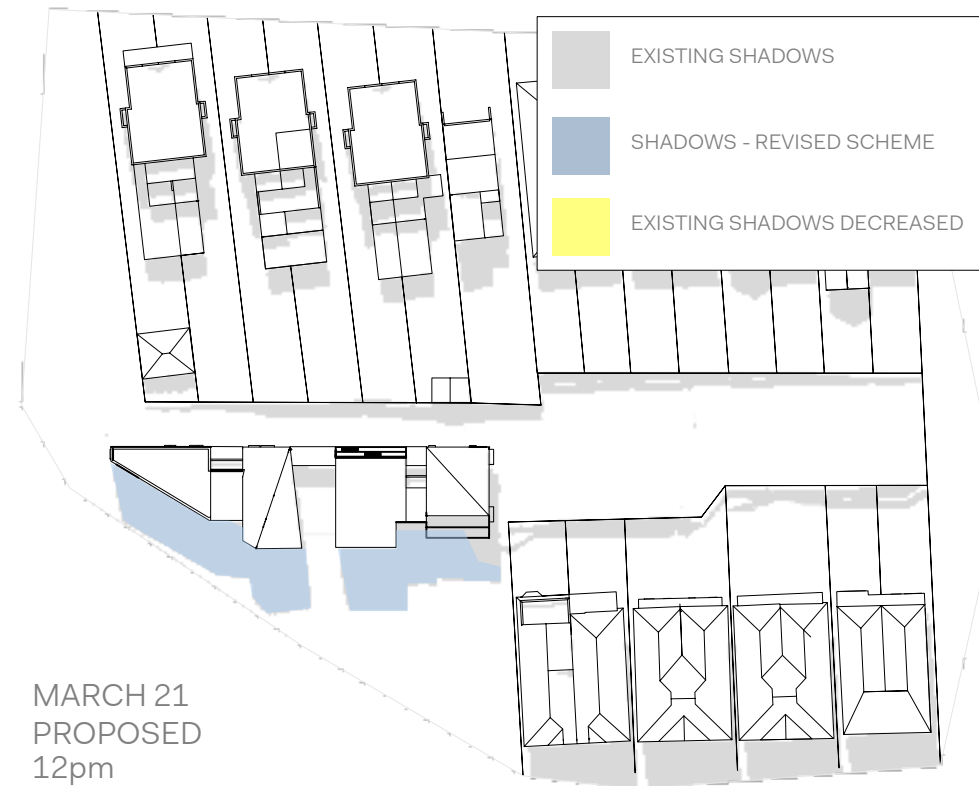 EXISTING SHADOWS
SHADOWS - REVISED SCHEME
EXISTING SHADOWS DECREASED
MARCH 21
PROPOSED
12pm